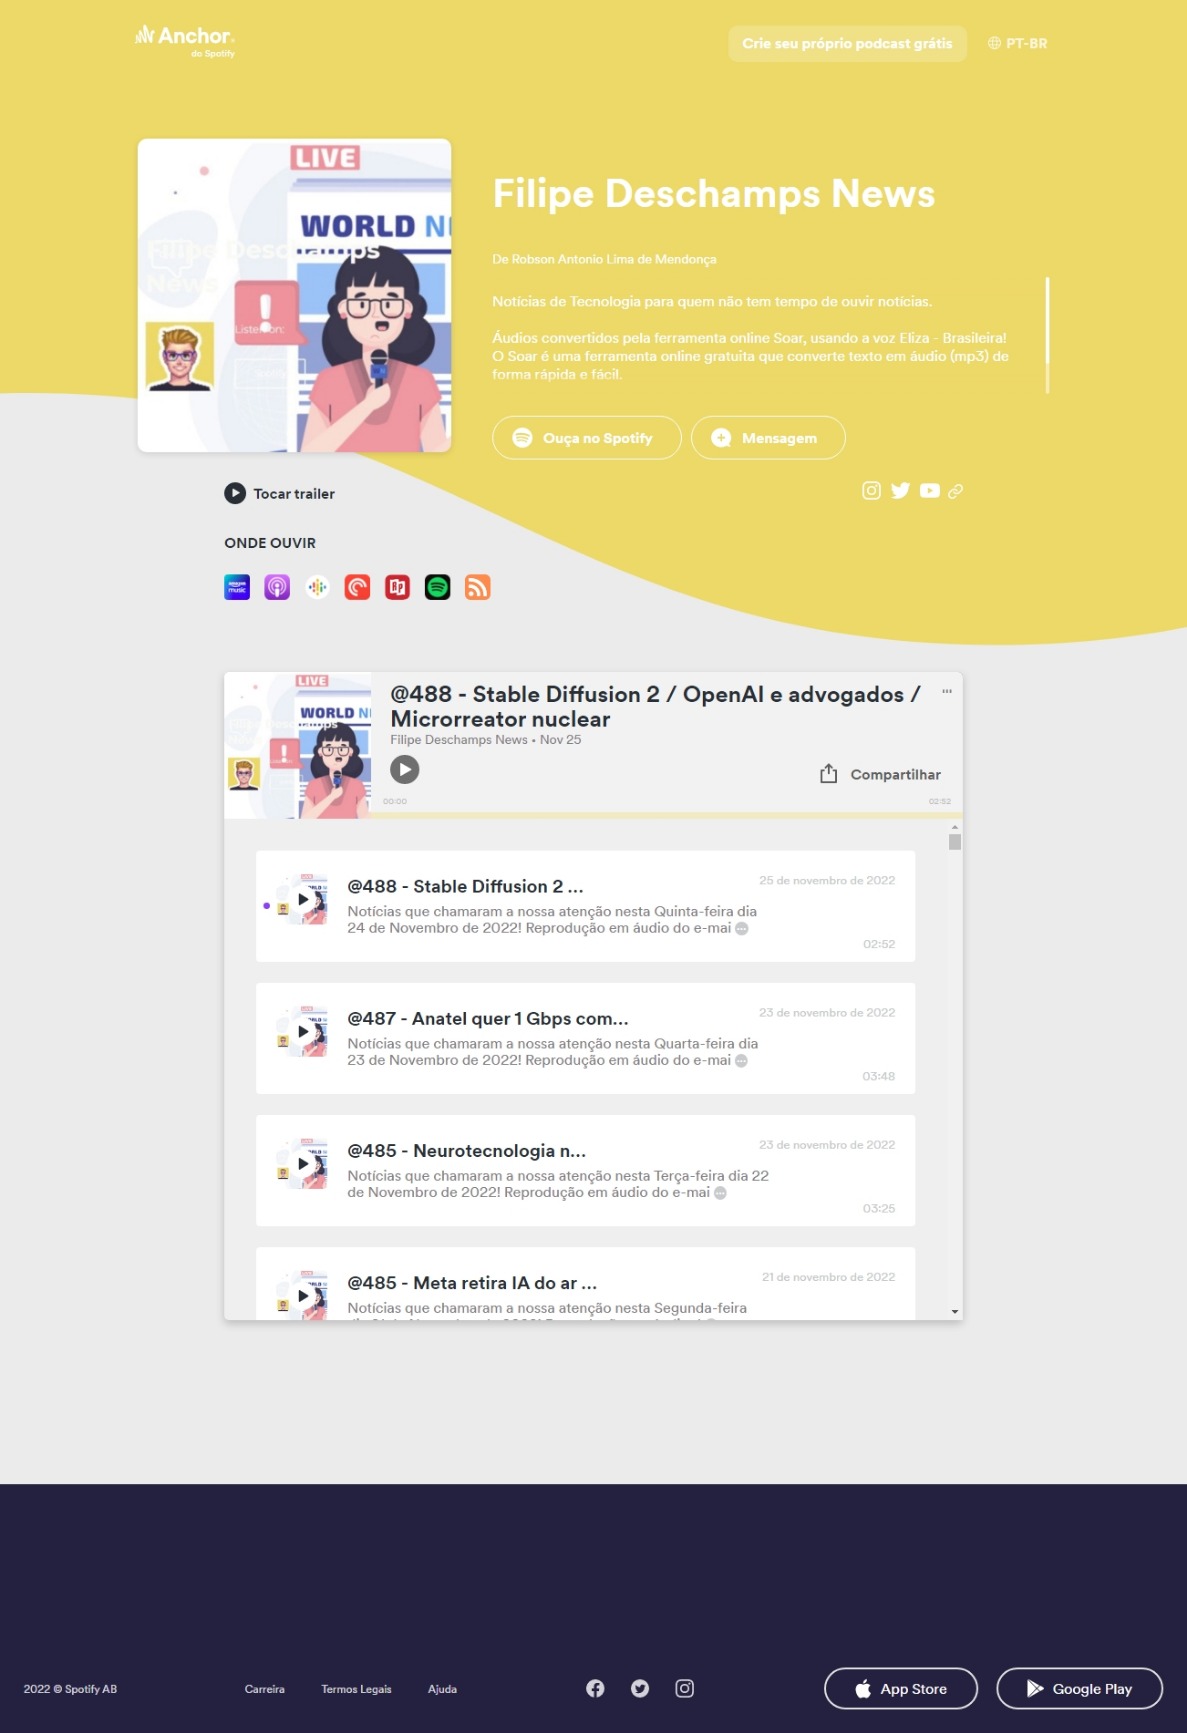 Anchor.
do Spotify
Crie seu próprio podcast grátis
PT-BR
LIVE
WORLD N
Filipe Deschamps
News
Listen on:
Filipe Deschamps News
De Robson Antonio Lima de Mendonça
Notícias de Tecnologia para quem não tem tempo de ouvir notícias.
Áudios convertidos pela ferramenta online Soar, usando a voz Eliza - Brasileira!
O Soar é uma ferramenta online gratuita que converte texto em áudio (mp3) de
forma rápida e fácil.
Ouça no Spotify
Mensagem
Tocar trailer
ONDE OUVIR
amazon
music
LIVE
WORLD N
@488 - Stable Diffusion 2 / OpenAI e advogados /
Microrreator nuclear
Filipe Deschamps News • Nov 25
Compartilhar
00:00
02:52
@488 - Stable Diffusion 2 ...
25 de novembro de 2022
Notícias que chamaram a nossa atenção nesta Quinta-feira dia
24 de Novembro de 2022! Reprodução em áudio do e-mai
02:52
@487 - Anatel quer 1 Gbps com...
23 de novembro de 2022
Notícias que chamaram a nossa atenção nesta Quarta-feira dia
23 de Novembro de 2022! Reprodução em áudio do e-mai
03:48
@485 - Neurotecnologia n...
23 de novembro de 2022
Notícias que chamaram a nossa atenção nesta Terça-feira dia 22
de Novembro de 2022! Reprodução em áudio do e-mai
03:25
@485 - Meta retira IA do ar ...
21 de novembro de 2022
Notícias que chamaram a nossa atenção nesta Segunda-feira
2022 © Spotify AB
Carreira
Termos Legais
Ajuda
App Store
Google Play